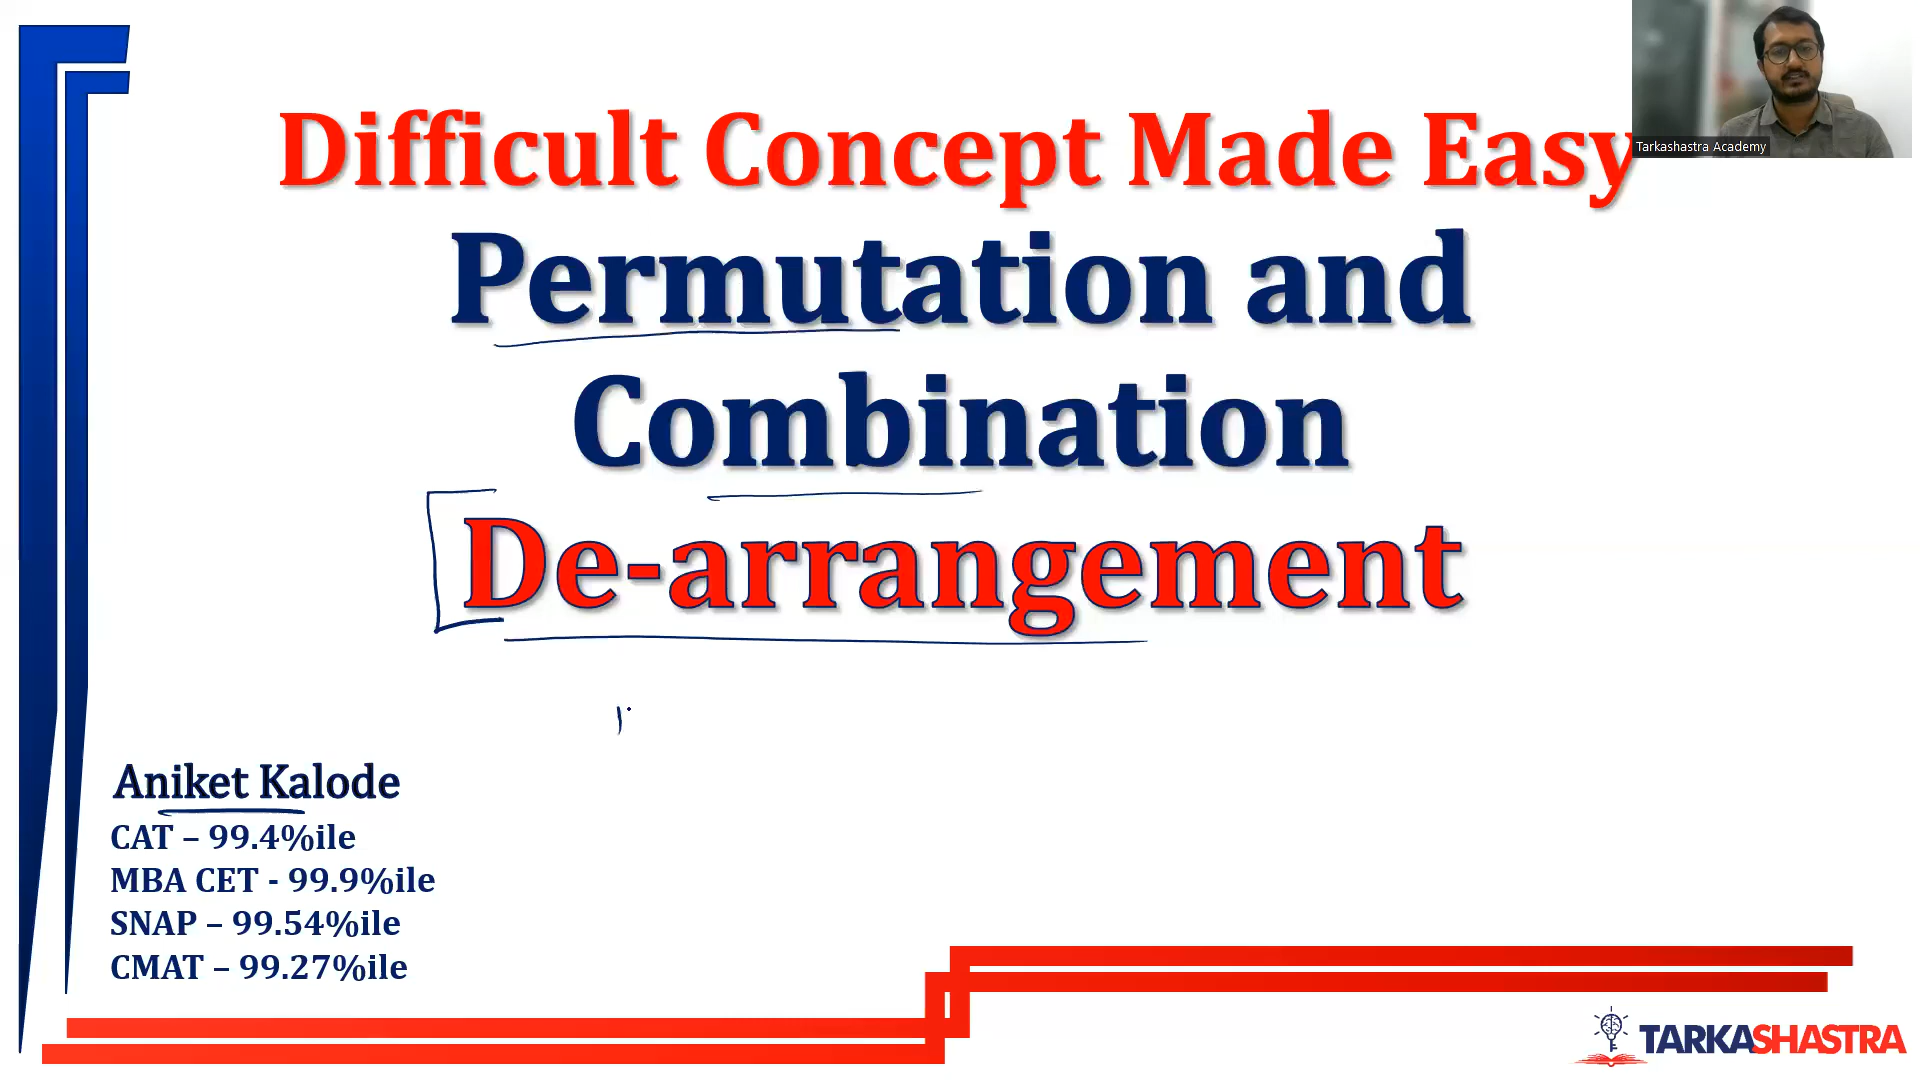 Difficult Concept Made Easy
Tarkashastra Academy
Permutation and
Combination
De-arrangement
Aniket Kalode
CAT – 99.4%ile
MBA CET - 99.9%ile
SNAP – 99.54%ile
CMAT – 99.27%ile
TARKASHASTRA